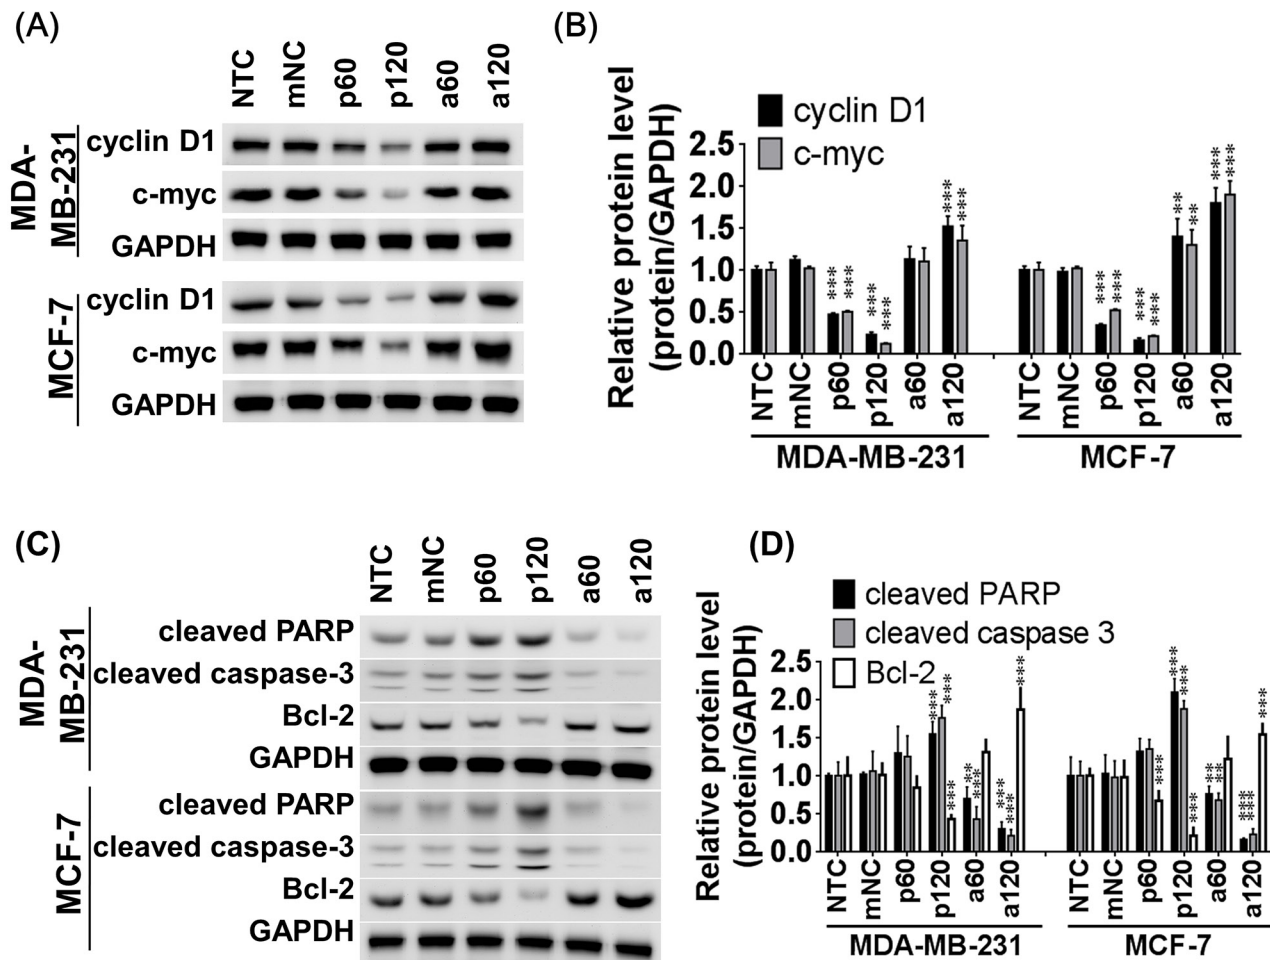 (A)
NTC mNC p60 p120 a60 a120
MDA-
MB-231
cyclin D1
c-myc
GAPDH
MCF-7
cyclin D1
c-myc
GAPDH
(B)
cyclin D1
c-myc
Relative protein level
(protein/GAPDH)
2.5
2.0
1.5
1.0
0.5
0.0
*** *** *** *** *** *** *** *** *** *** ** ** *** ***
NTC mNC p60 p120 a60 a120 NTC mNC p60 p120 a60 a120
MDA-MB-231 MCF-7
(C)
NTC mNC p60 p120 a60 a120
MDA-
MB-231
cleaved PARP
cleaved caspase-3
Bcl-2
GAPDH
MCF-7
cleaved PARP
cleaved caspase-3
Bcl-2
GAPDH
(D)
cleaved PARP
cleaved caspase 3
Bcl-2
Relative protein level
(protein/GAPDH)
2.5
2.0
1.5
1.0
0.5
0.0
*** *** *** ** *** *** *** *** *** *** *** *** ** ** *** *** ***
NTC mNC p60 p120 a60 a120 NTC mNC p60 p120 a60 a120
MDA-MB-231 MCF-7